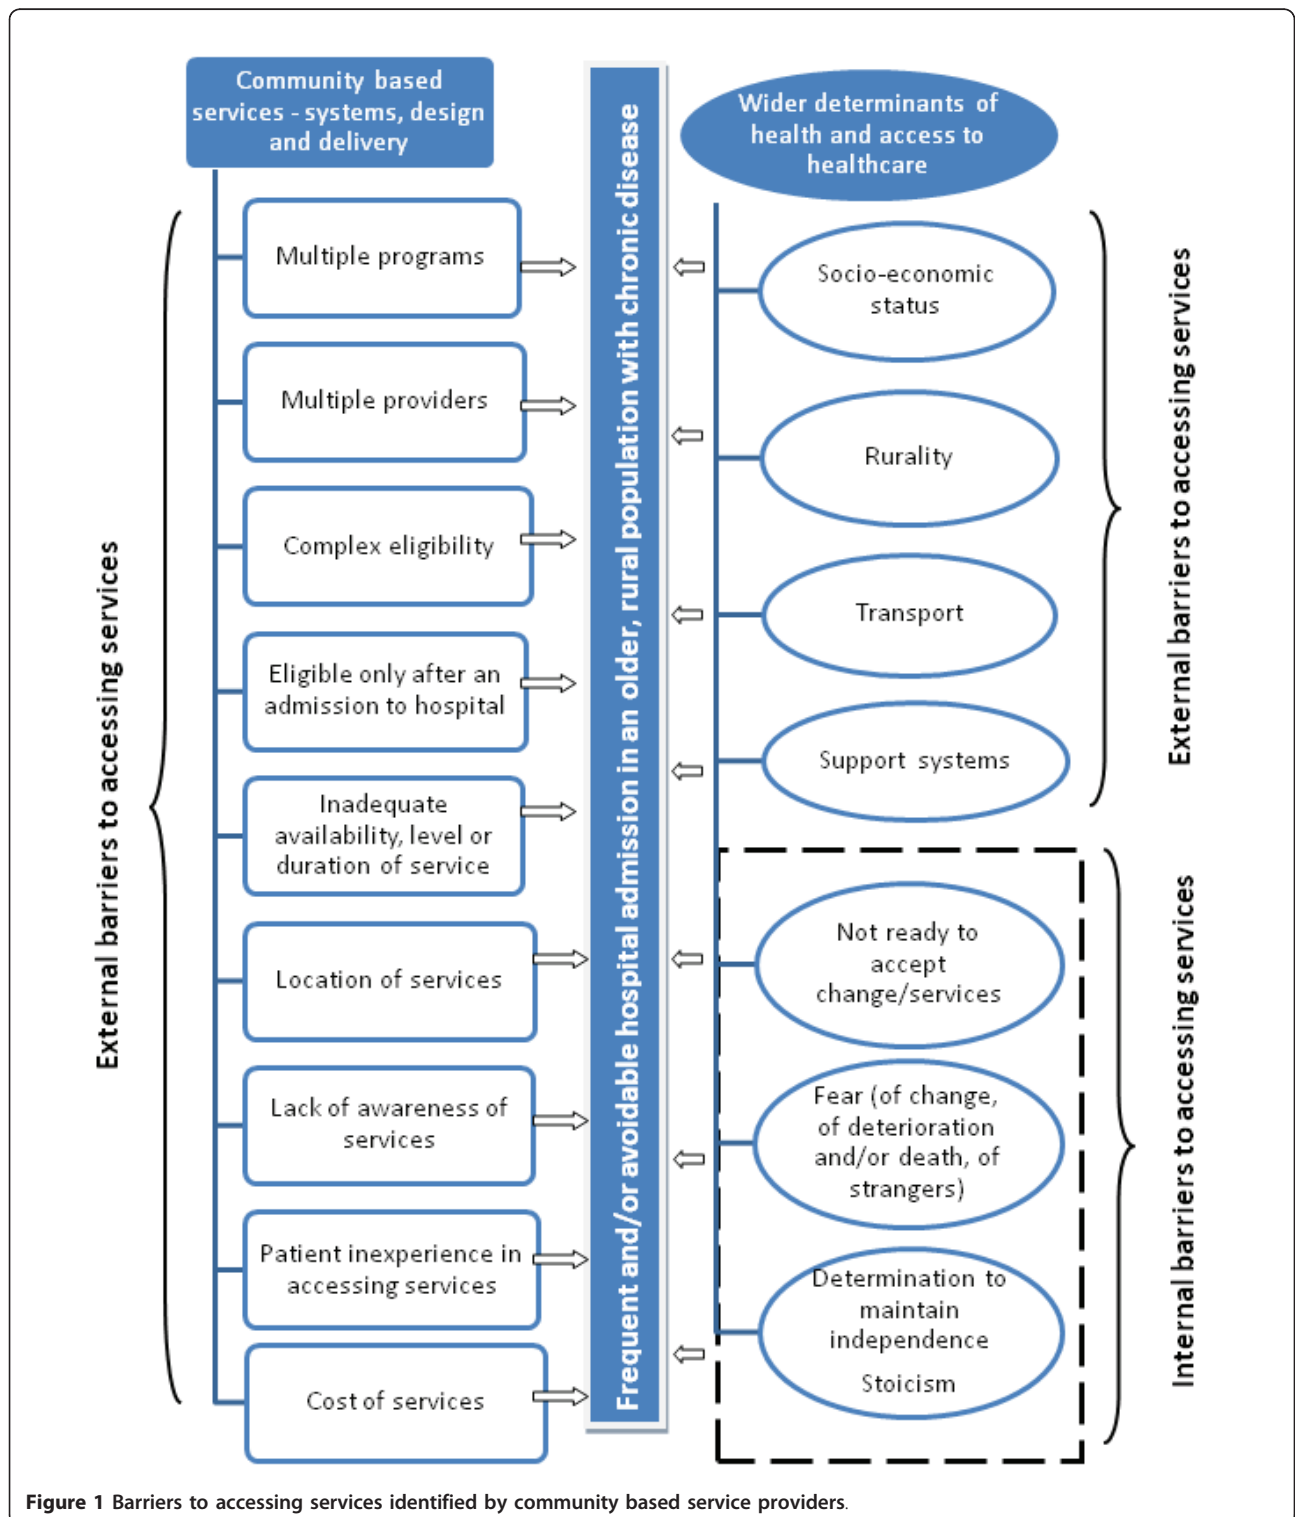 Community based
services - systems, design
and delivery
Multiple programs
Multiple providers
Complex eligibility
Eligible only after an
admission to hospital
Inadequate
availability, level or
duration of service
Location of services
Lack of awareness of
services
Patient inexperience in
accessing services
Cost of services
External barriers to accessing services
Frequent and/or avoidable hospital admission in an older, rural population with chronic disease
Wider determinants of
health and access to
healthcare
Socio-economic
status
Rurality
Transport
Support systems
Not ready to
accept
change/services
Fear (of change,
of deterioration
and/or death, of
strangers)
Determination to
maintain
independence
Stoicism
External barriers to accessing services
Internal barriers to accessing services
Figure 1 Barriers to accessing services identified by community based service providers.